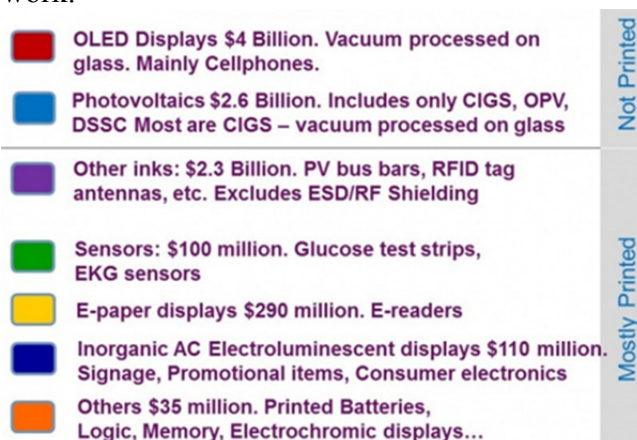 work.
OLED Displays $4 Billion. Vacuum processed on
glass. Mainly Cellphones.
Photovoltaics $2.6 Billion. Includes only CIGS, OPV,
DSSC Most are CIGS – vacuum processed on glass
Not Printed
Other inks: $2.3 Billion. PV bus bars, RFID tag
antennas, etc. Excludes ESD/RF Shielding
Sensors: $100 million. Glucose test strips,
EKG sensors
E-paper displays $290 million. E-readers
Inorganic AC Electroluminescent displays $110 million.
Signage, Promotional items, Consumer electronics
Others $35 million. Printed Batteries,
Logic, Memory, Electrochromic displays...
Mostly Printed